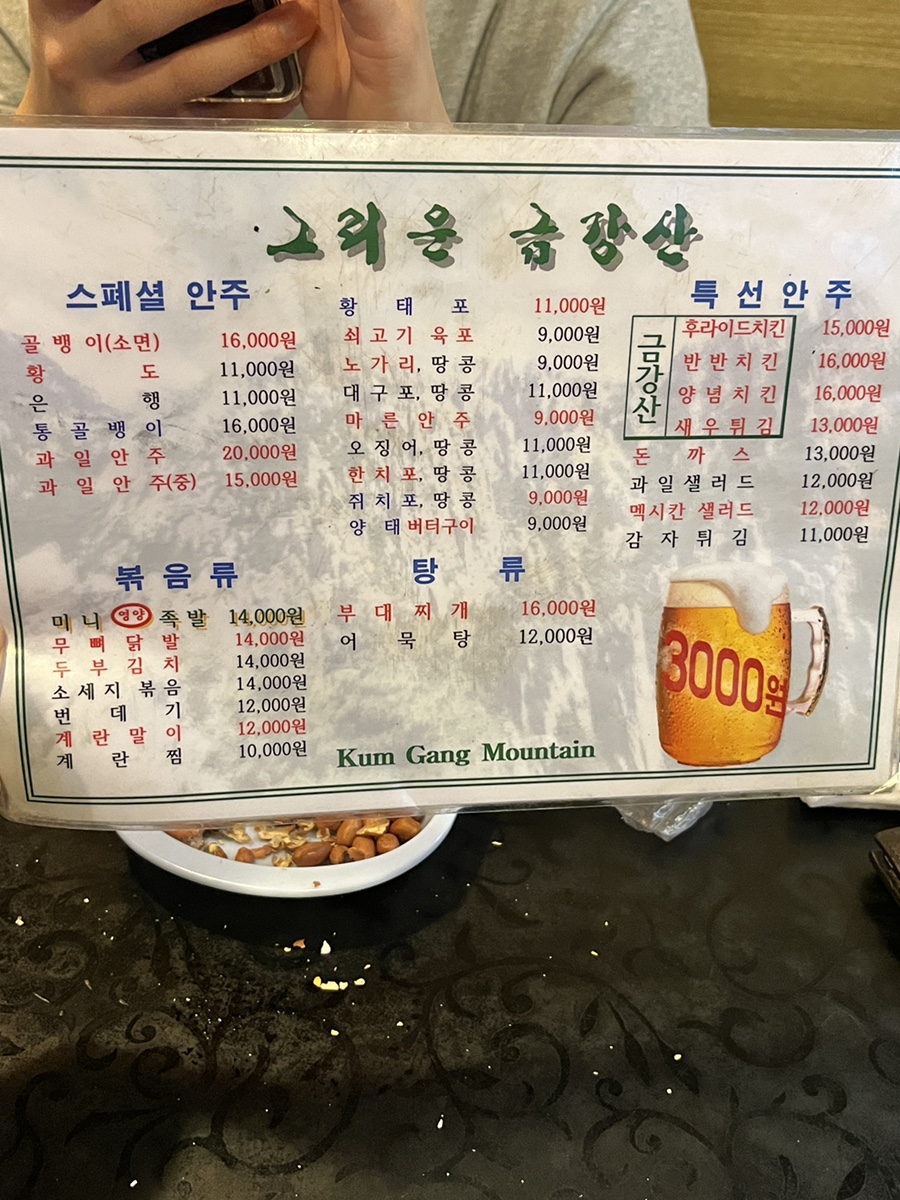 그리운 금강산
스페셜 안주
골뱅이(소면) 16,000원
황도 11,000원
은행 11,000원
통골뱅이 16,000원
과일안주 20,000원
과일안주(중) 15,000원
볶음류
미니 영양 족발 14,000원
무뼈닭발 14,000원
두부김치 14,000원
소세지볶음 14,000원
번데기 12,000원
계란말이 12,000원
계란찜 10,000원
황태포 11,000원
쇠고기육포 9,000원
노가리, 땅콩 9,000원
대구포, 땅콩 11,000원
마른안주 9,000원
오징어, 땅콩 11,000원
한치포, 땅콩 11,000원
쥐치포, 땅콩 9,000원
양태버터구이 9,000원
탕류
부대찌개 16,000원
어묵탕 12,000원
Kum Gang Mountain
특선안주
금강산
후라이드치킨 15,000원
반반치킨 16,000원
양념치킨 16,000원
새우튀김 13,000원
돈까스 13,000원
과일샐러드 12,000원
멕시칸 샐러드 12,000원
감자튀김 11,000원
3000원